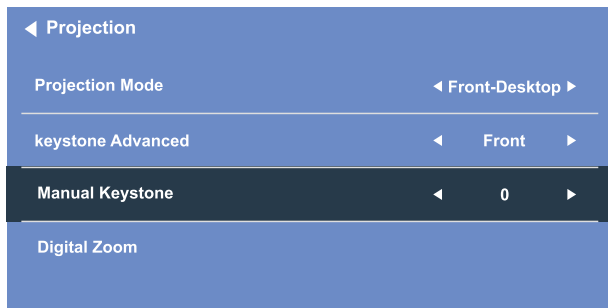 Projection
Projection Mode Front-Desktop
keystone Advanced Front
Manual Keystone 0
Digital Zoom